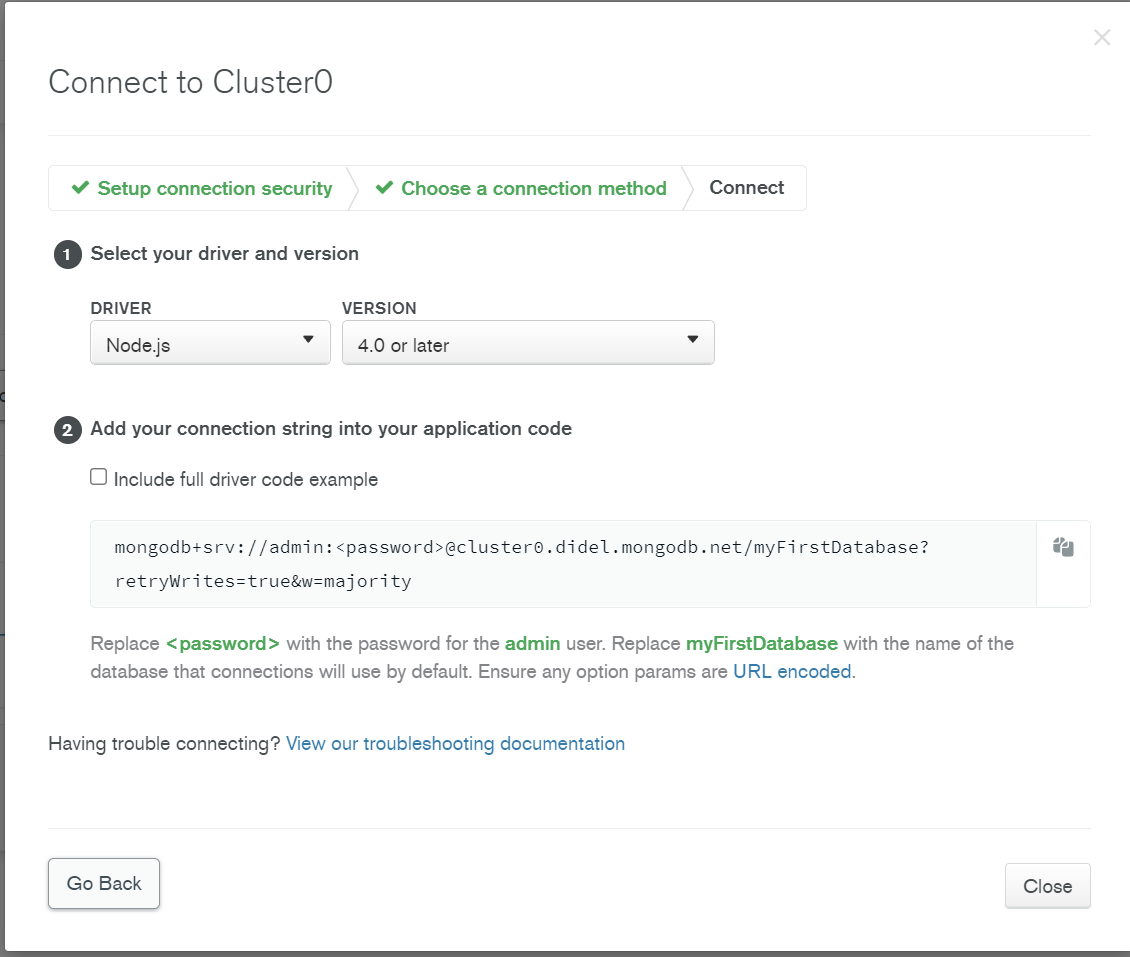 Connect to Cluster0
Setup connection security
Choose a connection method
Connect
1 Select your driver and version
DRIVER
VERSION
Node.js
4.0 or later
2 Add your connection string into your application code
Include full driver code example
mongodb+srv://admin:<password>@cluster0.didel.mongodb.net/myFirstDatabase?
retryWrites=true&w=majority
Replace <password> with the password for the admin user. Replace myFirstDatabase with the name of the
database that connections will use by default. Ensure any option params are URL encoded.
Having trouble connecting? View our troubleshooting documentation
Go Back
Close